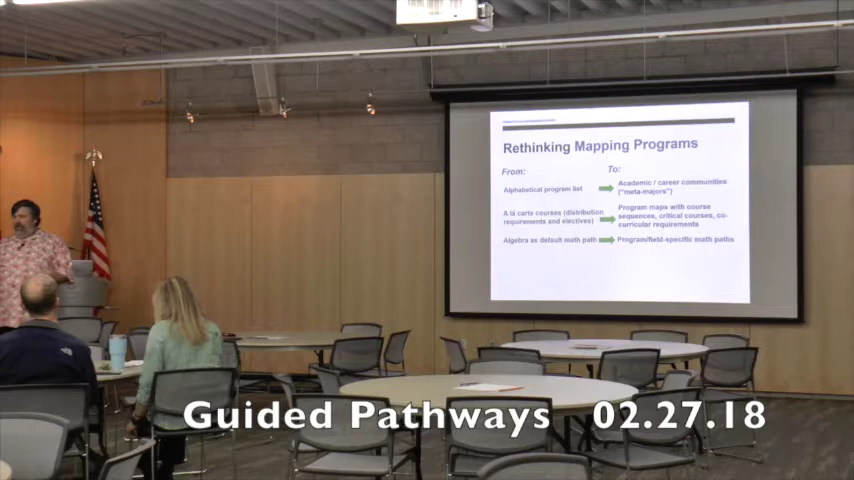 Rethinking Mapping Programs
From:
To:
Alphabetical program list
Academic / career communities
("meta-majors")
A lá carte courses (distribution
requirements and electives)
Program maps with course
sequences, critical courses, co-
curricular requirements
Algebra as default math path
Program/field-specific math paths
Guided Pathways 02.27.18